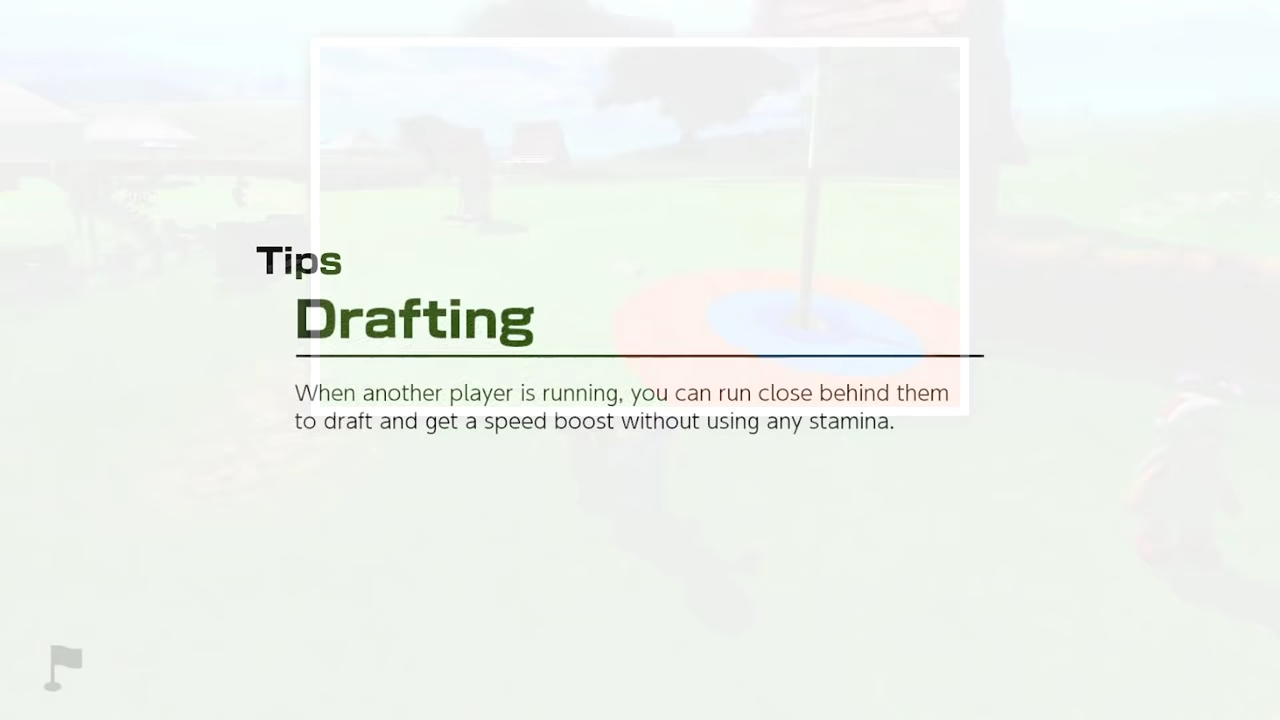 Tips
Drafting
When another player is running, you can run close behind them
to draft and get a speed boost without using any stamina.